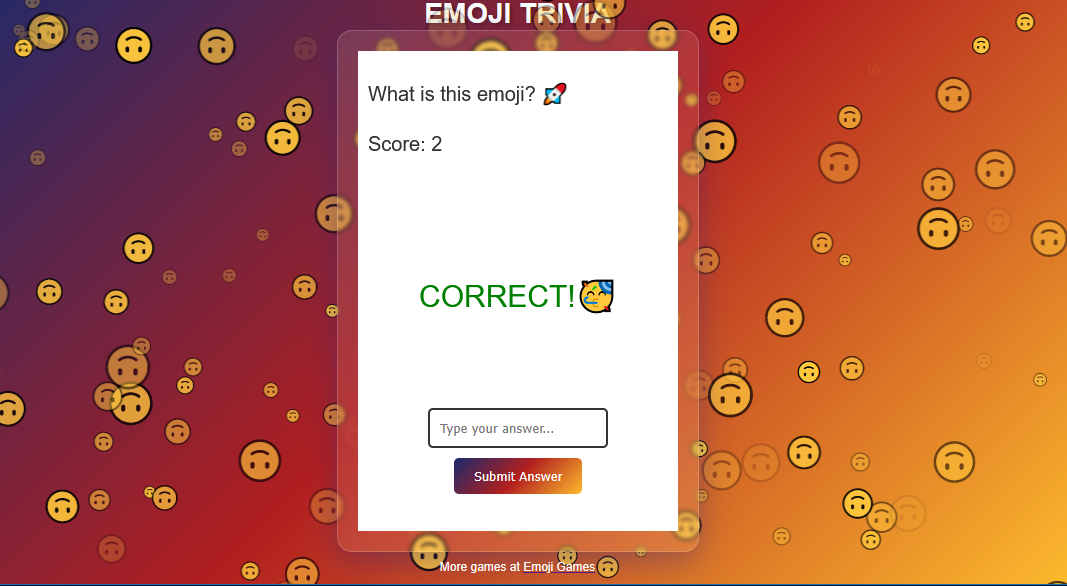 EMOJI TRIVIA
What is this emoji? 🚀
Score: 2
CORRECT!🥳
Type your answer...
Submit Answer
More games at Emoji Games